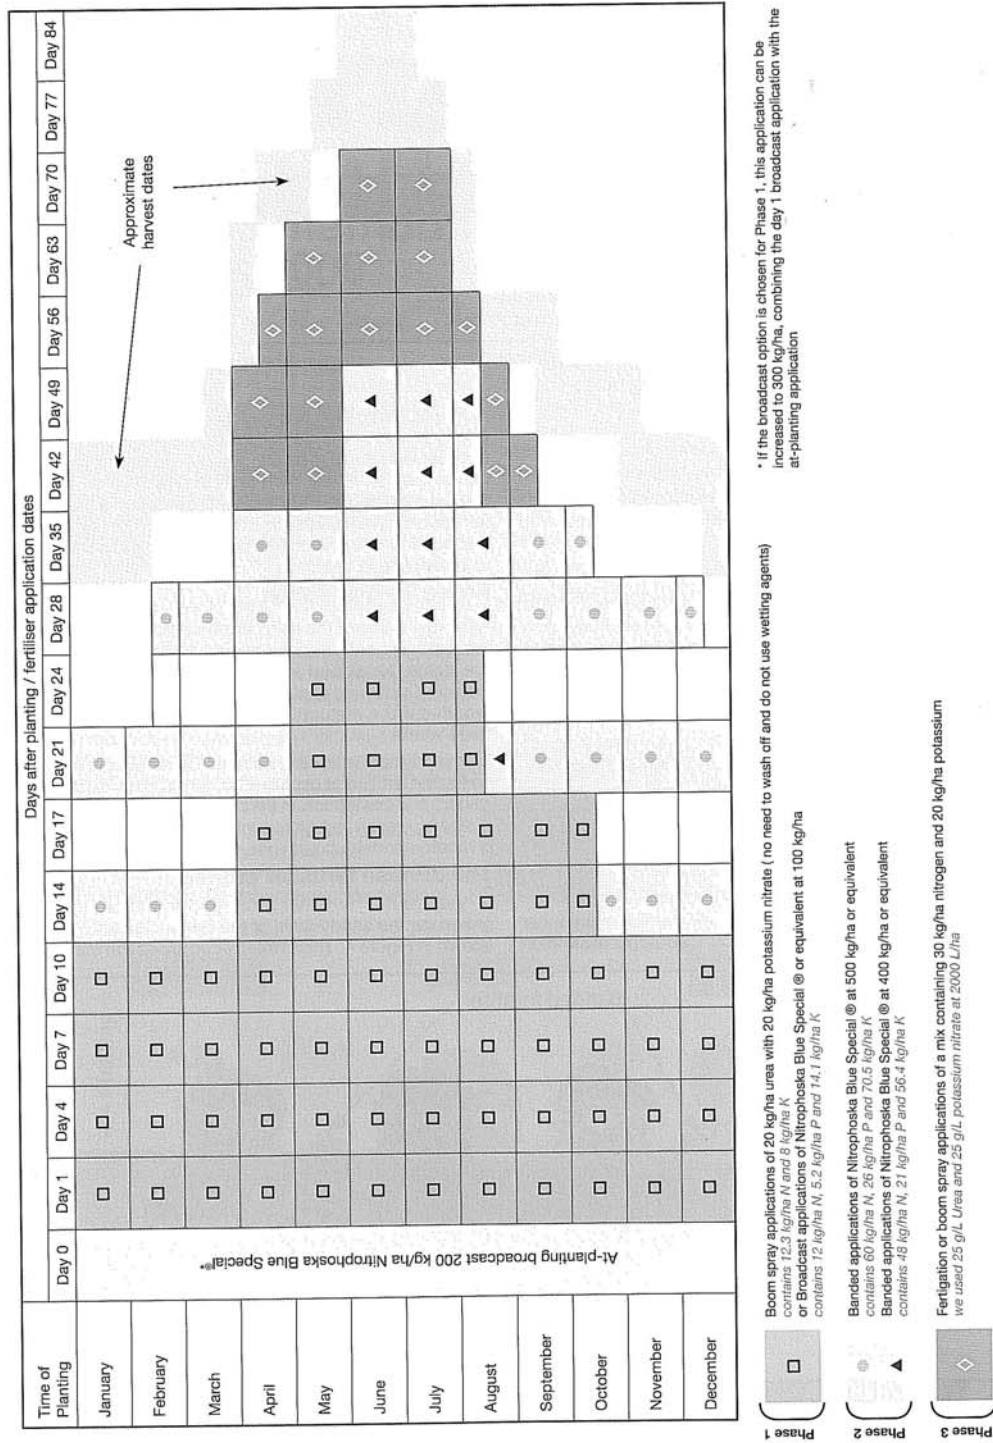 Days after planting / fertiliser application dates
Time of
Planting
Day 0
Day 1
Day 4
Day 7
Day 10
Day 14
Day 17
Day 21
Day 24
Day 28
Day 35
Day 42
Day 49
Day 56
Day 63
Day 70
Day 77
Day 84
January
February
March
April
May
June
July
August
September
October
November
December
At-planting broadcast 200 kg/ha Nitrophoska Blue Special®*
Approximate
harvest dates
Phase 1
Boom spray applications of 20 kg/ha urea with 20 kg/ha potassium nitrate ( no need to wash off and do not use wetting agents)
contains 12.3 kg/ha N and 8 kg/ha K
or Broadcast applications of Nitrophoska Blue Special ® or equivalent at 100 kg/ha
contains 12 kg/ha N, 5.2 kg/ha P and 14.1 kg/ha K
Phase 2
Banded applications of Nitrophoska Blue Special ® at 500 kg/ha or equivalent
contains 60 kg/ha N, 26 kg/ha P and 70.5 kg/ha K
Banded applications of Nitrophoska Blue Special ® at 400 kg/ha or equivalent
contains 48 kg/ha N, 21 kg/ha P and 56.4 kg/ha K
Phase 3
Fertigation or boom spray applications of a mix containing 30 kg/ha nitrogen and 20 kg/ha potassium
we used 25 g/L Urea and 25 g/L potassium nitrate at 2000 L/ha
* If the broadcast option is chosen for Phase 1, this application can be
increased to 300 kg/ha, combining the day 1 broadcast application with the
at-planting application